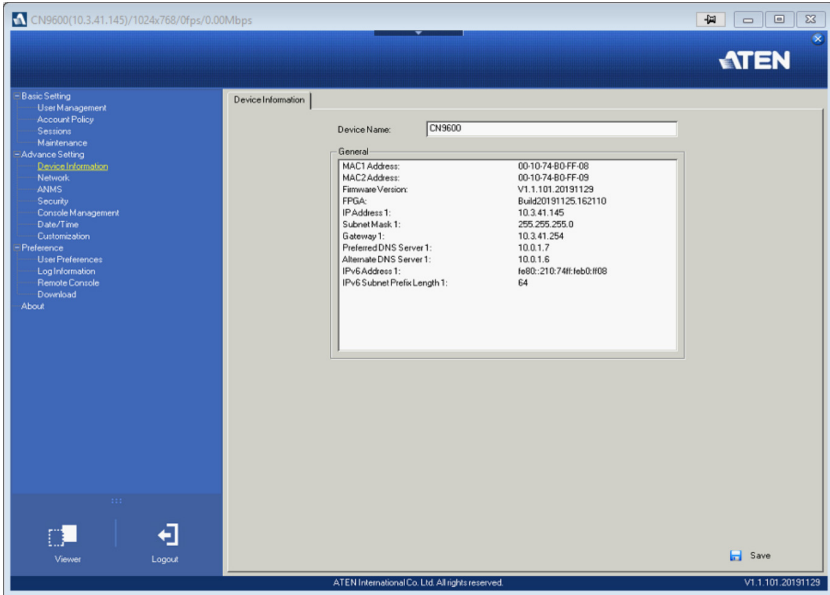 CN9600(10.3.41.145)/1024x768/0fps/0.00Mbps
ATEN
Basic Setting
User Management
Account Policy
Sessions
Maintenance
Advance Setting
Device Information
Network
ANMS
Security
Console Management
Date/Time
Customization
Preference
User Preferences
Log Information
Remote Console
Download
About
Viewer
Logout
Device Information
Device Name: CN9600
General
MAC1 Address: 00-10-74-B0-FF-08
MAC2 Address: 00-10-74-B0-FF-09
Firmware Version: V1.1.101.20191129
FPGA: Build20191125.162110
IP Address 1: 10.3.41.145
Subnet Mask 1: 255.255.255.0
Gateway 1: 10.3.41.254
Preferred DNS Server 1: 10.0.1.7
Alternate DNS Server 1: 10.0.1.6
IPv6 Address 1: fe80::210:74ff:feb0:ff08
IPv6 Subnet Prefix Length 1: 64
Save
ATEN International Co. Ltd. All rights reserved.
V1.1.101.20191129